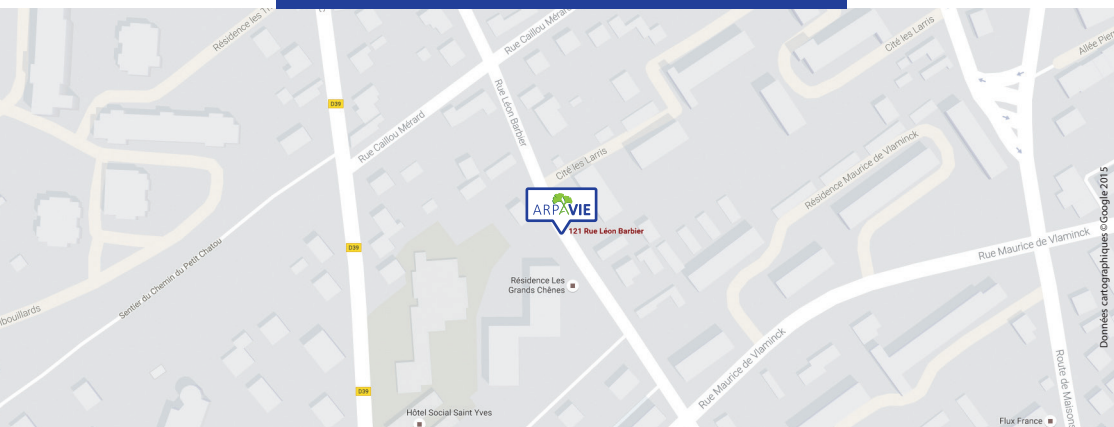 Résidence les
Rue Caillou Mérard
Cité les Larris
D39
Rue Léon Barbier
Rue Caillou Mérard
Cité les Larris
Résidence Maurice de Vlaminck
ARPAVIE
121 Rue Léon Barbier
Sentier du Chemin du Petit Chatou
D39
Rue Maurice de Vlaminck
Résidence Les
Grands Chênes
Rue Maurice de Vlaminck
Route de Maisons
D39
Hôtel Social Saint Yves
Flux France
Données cartographiques ©Google 2015